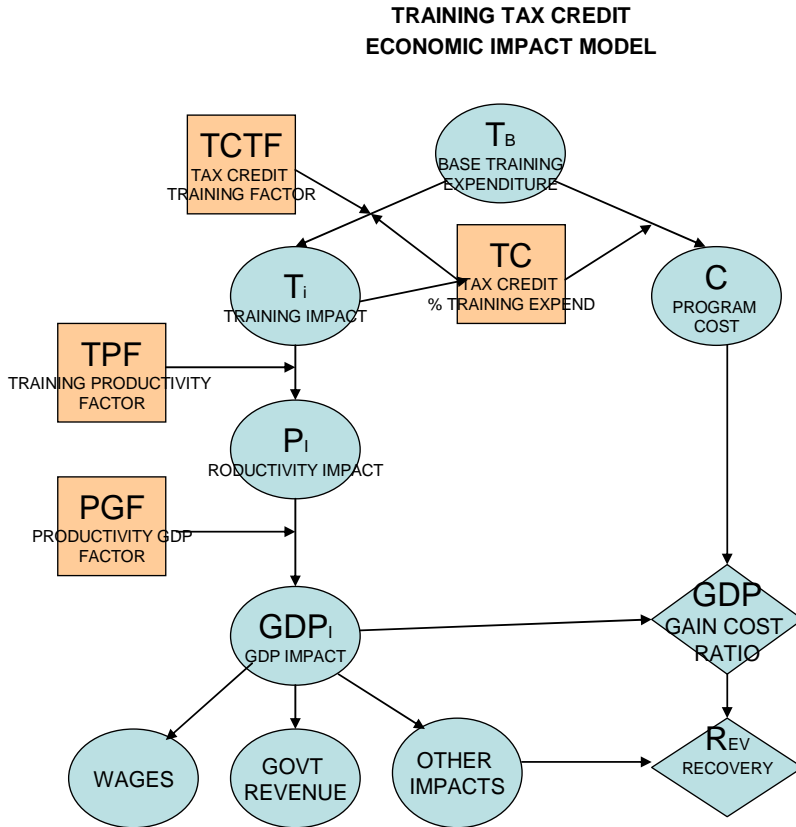 TRAINING TAX CREDIT
ECONOMIC IMPACT MODEL
TCTF
TAX CREDIT
TRAINING FACTOR
TB
BASE TRAINING
EXPENDITURE
Ti
TRAINING IMPACT
TC
TAX CREDIT
% TRAINING EXPEND
C
PROGRAM
COST
TPF
TRAINING PRODUCTIVITY
FACTOR
PI
RODUCTIVITY IMPACT
PGF
PRODUCTIVITY GDP
FACTOR
GDPI
GDP IMPACT
GDP
GAIN COST
RATIO
WAGES
GOVT
REVENUE
OTHER
IMPACTS
REV
RECOVERY